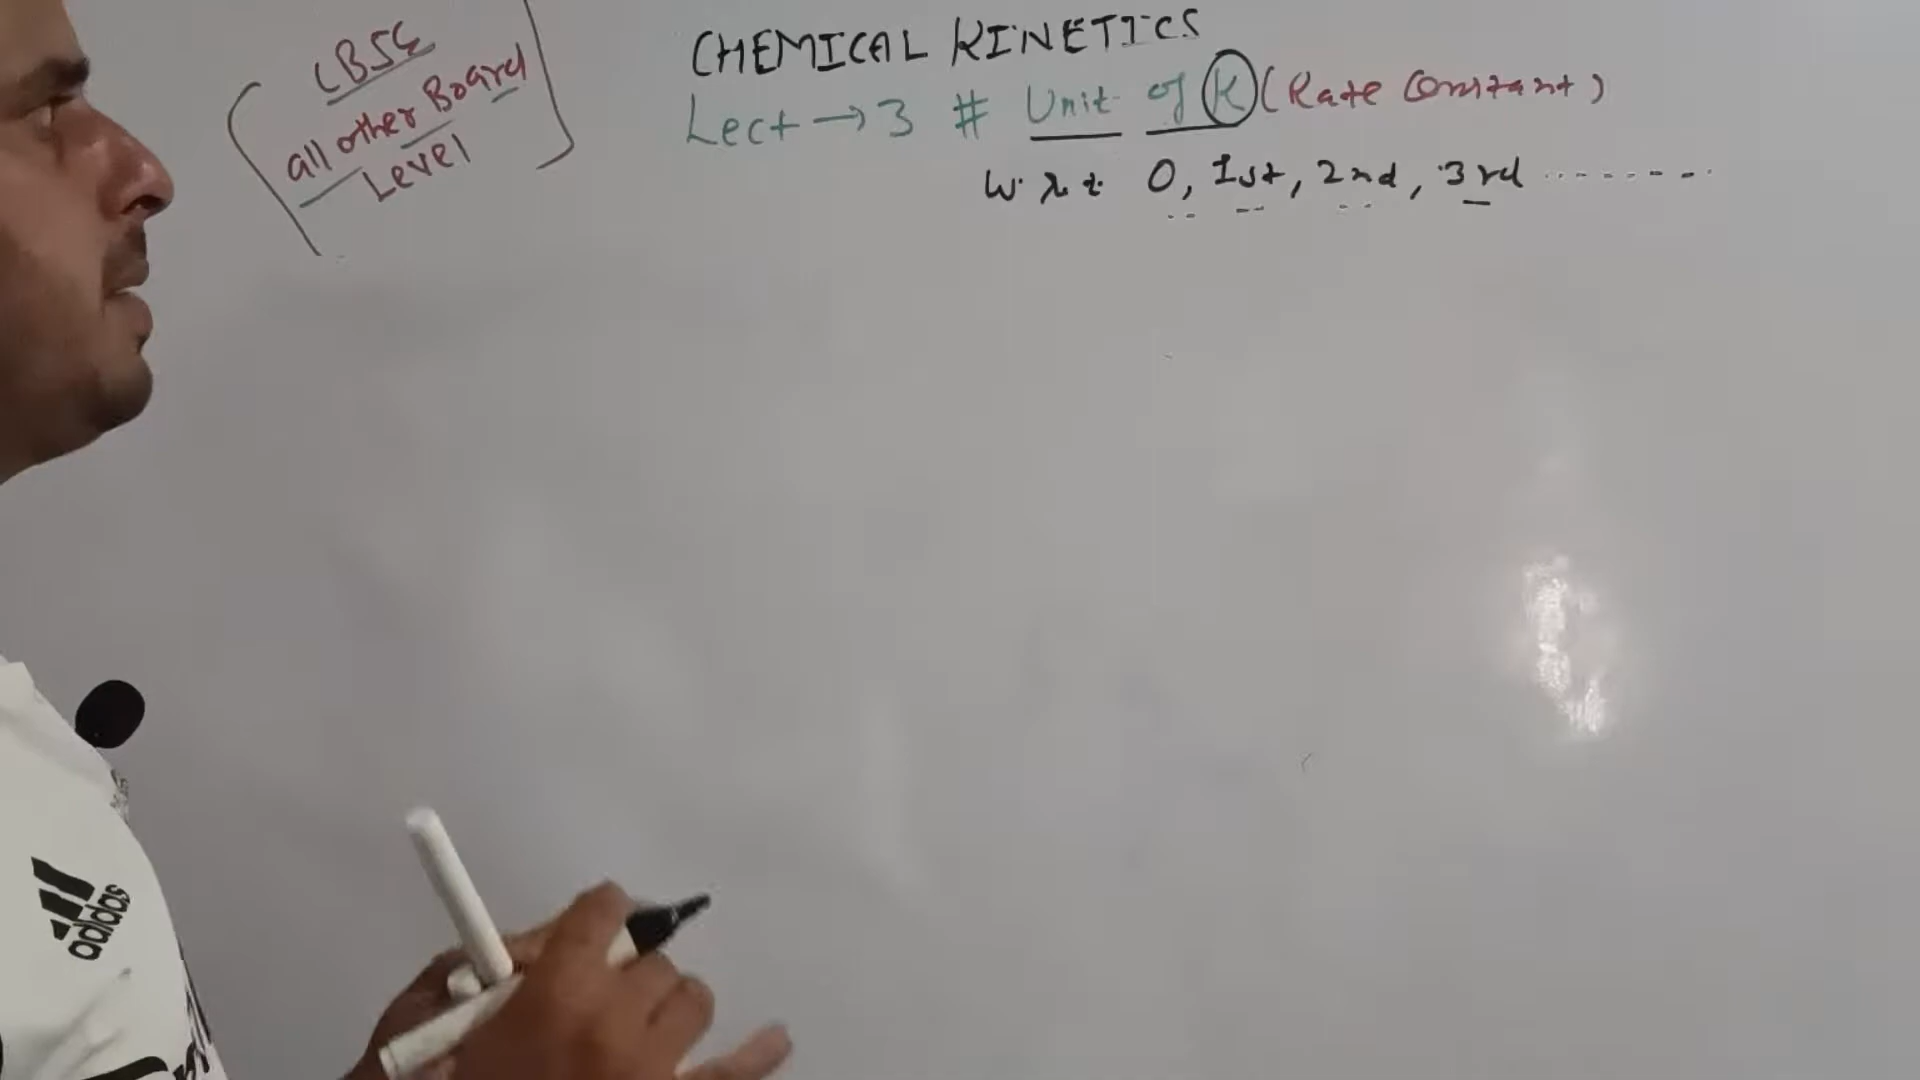 CBSE
all other Board
Level
CHEMICAL KINETICS
Lect → 3 # Unit of K (Rate Constant)
w.r.t 0, 1st, 2nd, 3rd --------
adidas